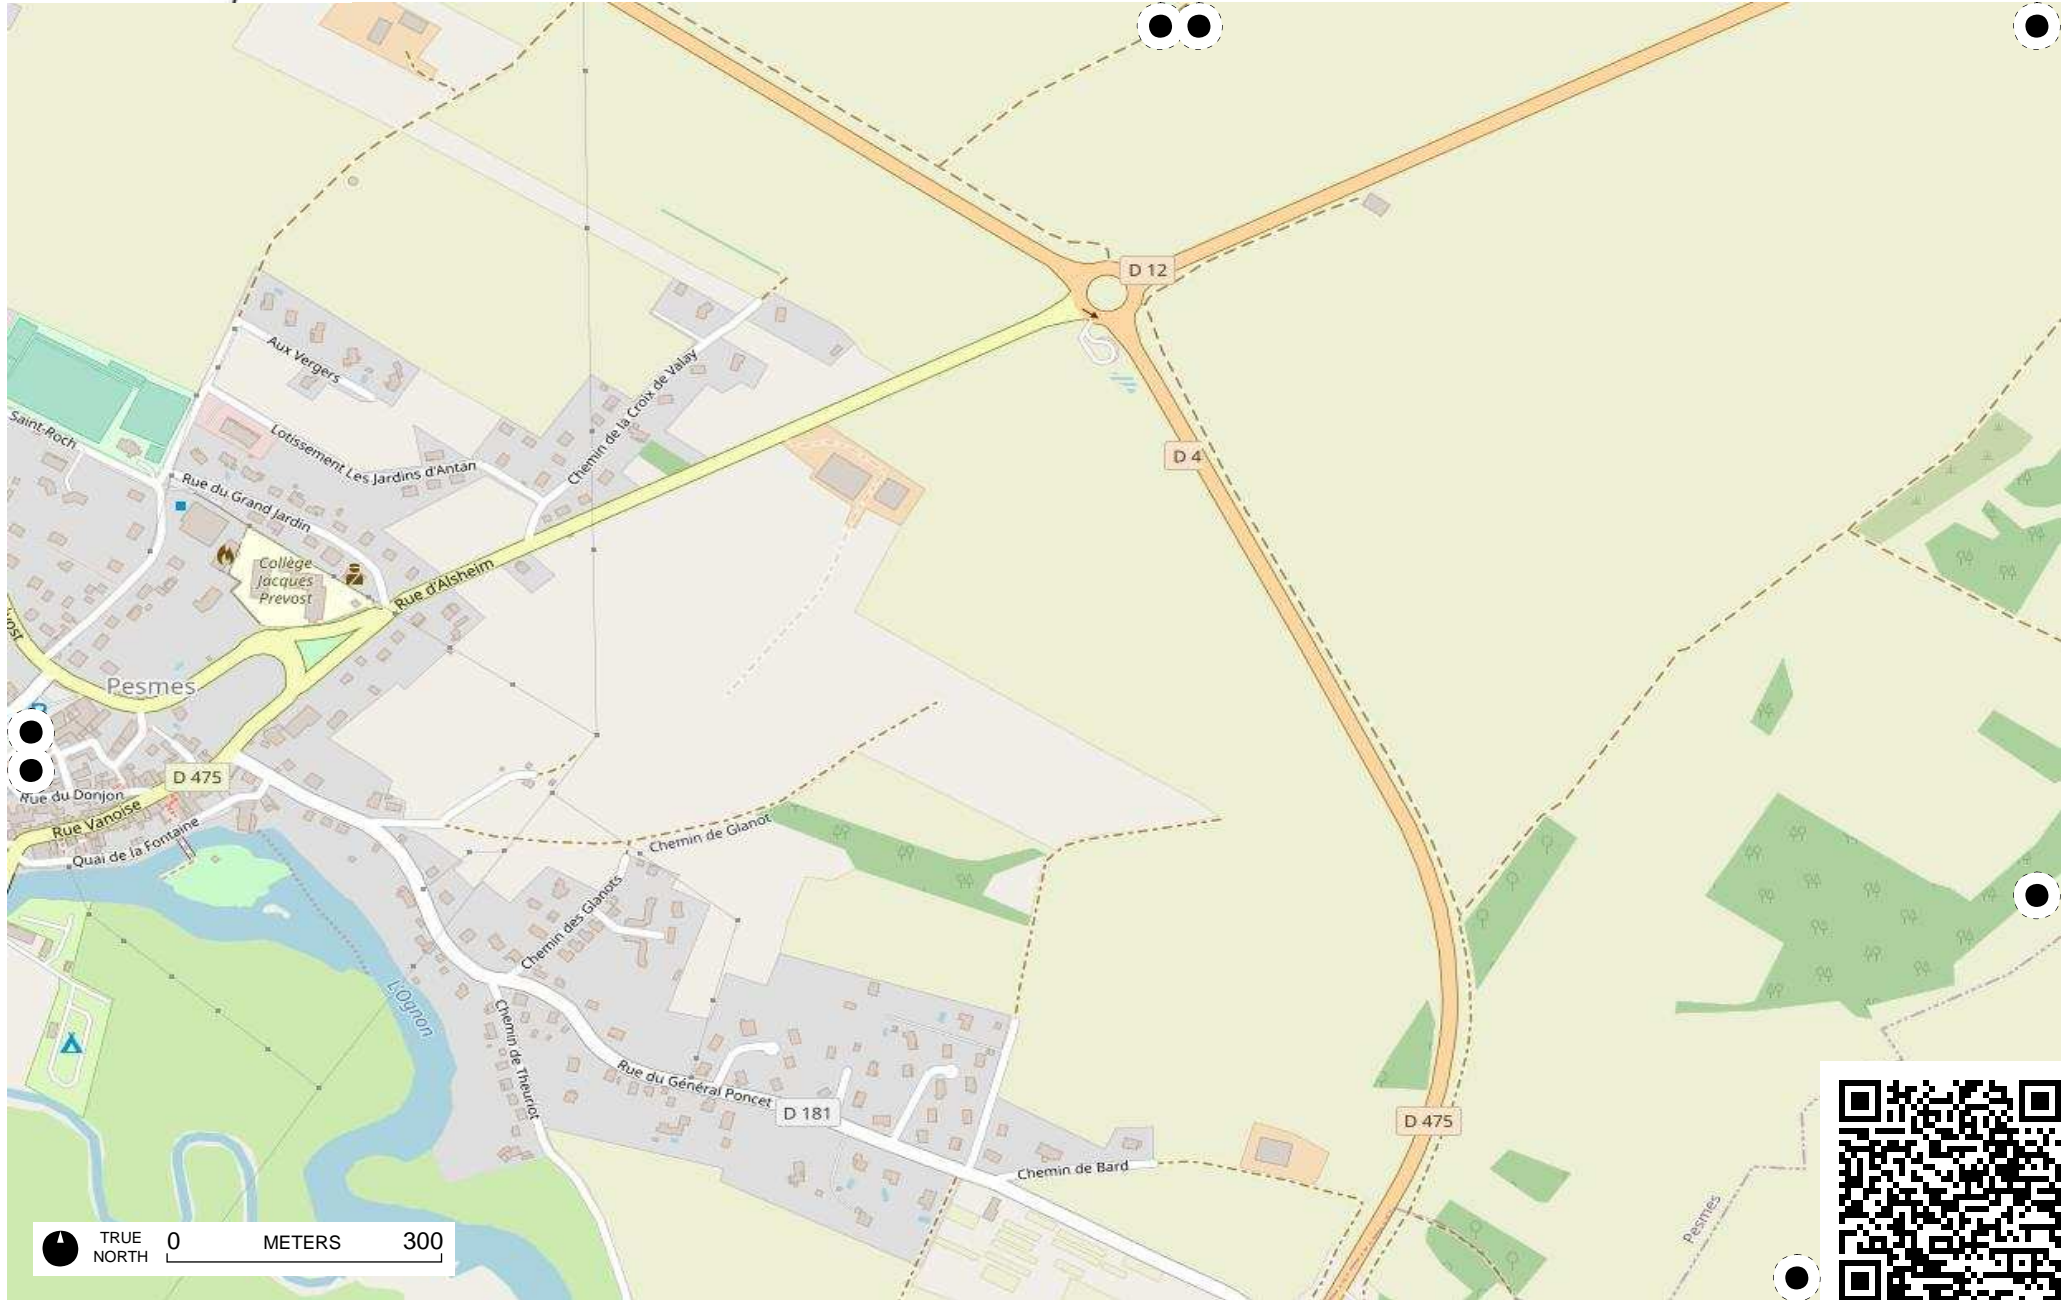 D 12
Aux Vergers
Chemin de la Croix de Valay
Saint-Roch
Lotissement Les Jardins d'Antan
D 4
Rue du Grand Jardin
Collège
Jacques
Prevost
Rue d'Alsheim
Pesmes
D 475
Rue du Donjon
Rue Vanoise
Quai de la Fontaine
Chemin de Glanot
Chemin des Glanots
L'Ognon
Chemin de Theuriot
Rue du Général Poncet
D 181
D 475
Chemin de Bard
Pesmes
TRUE
NORTH
0 METERS 300